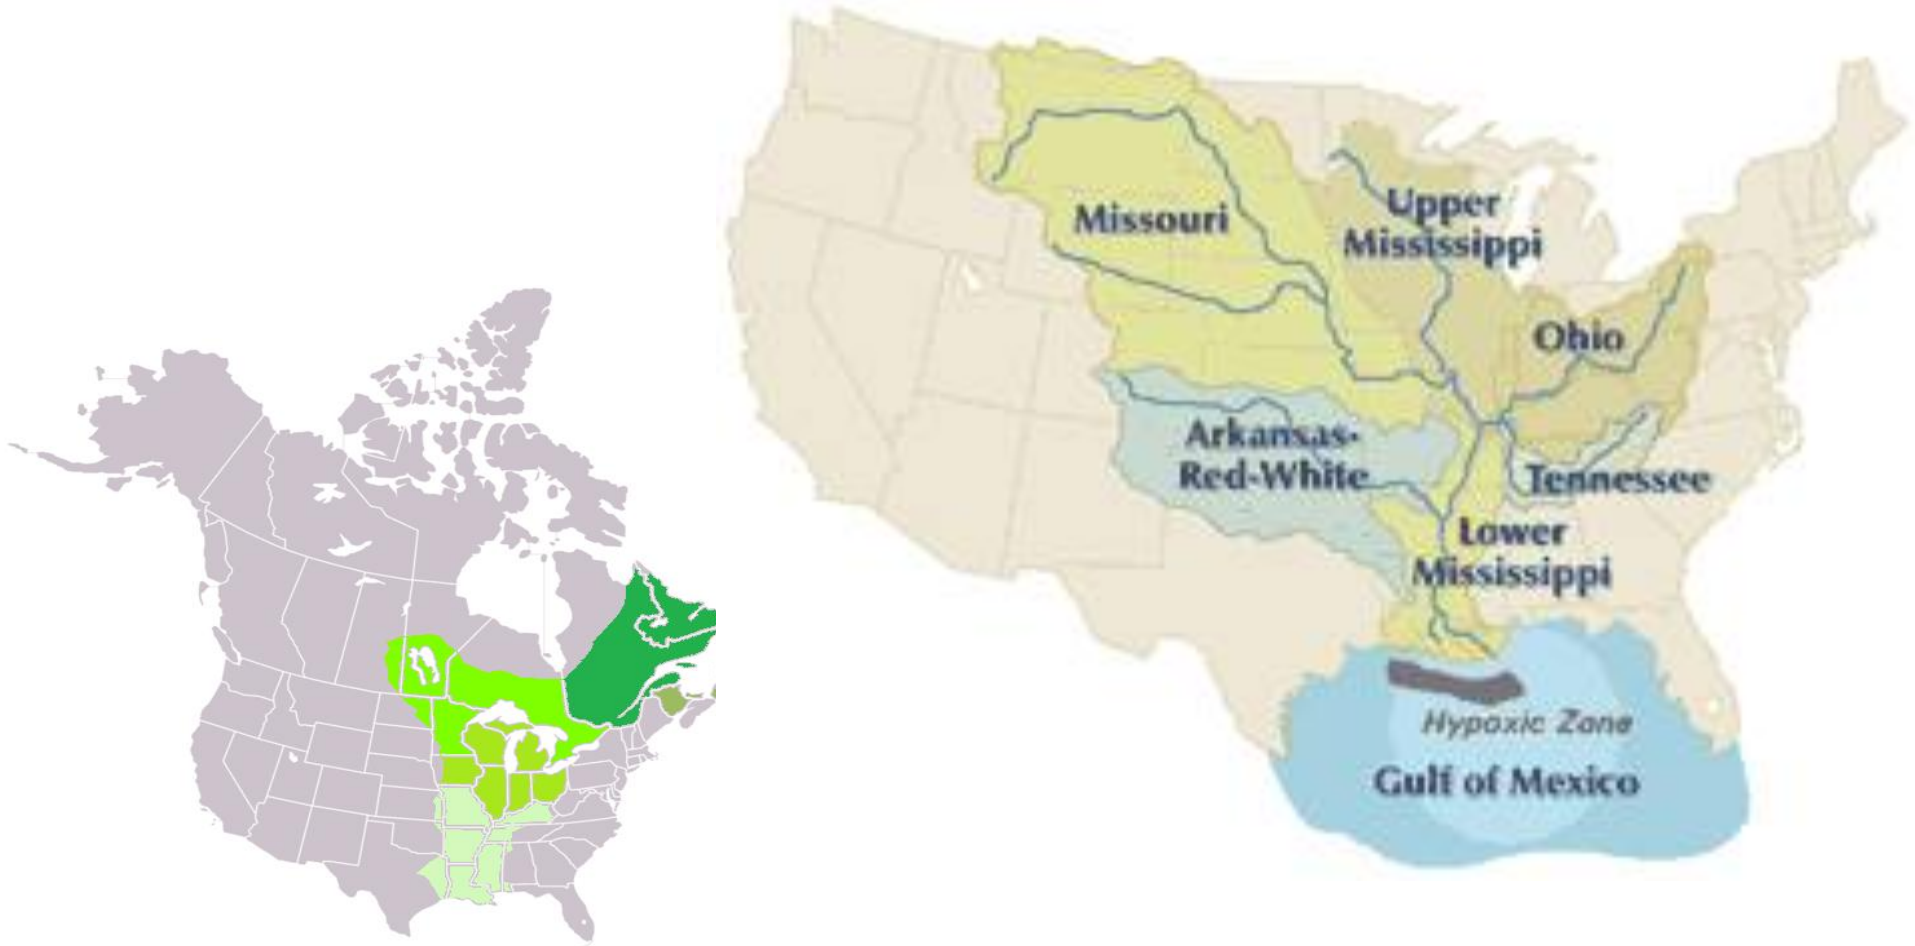 Missouri
Upper
Mississippi
Ohio
Arkansas-
Red-White
Tennessee
Lower
Mississippi
Hypoxic Zone
Gulf of Mexico